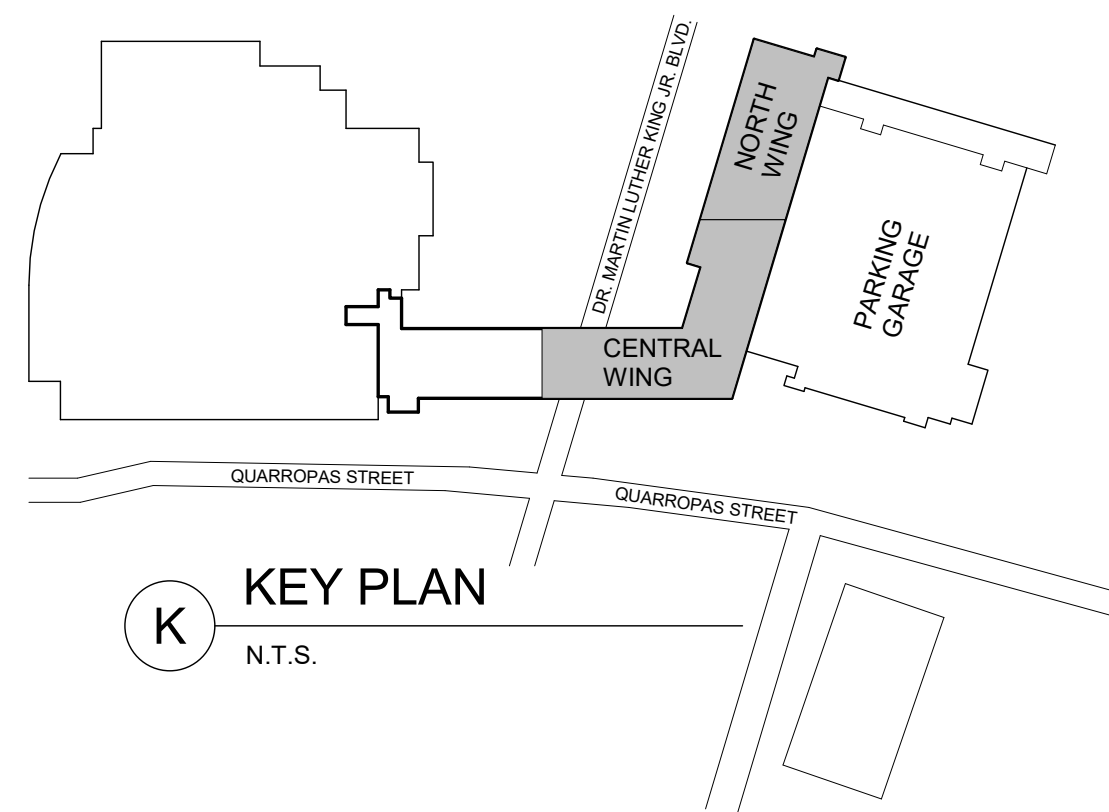 DR. MARTIN LUTHER KING JR. BLVD.
NORTH
WING
PARKING
GARAGE
CENTRAL
WING
QUARROPAS STREET
QUARROPAS STREET
KEY PLAN
K
N.T.S.